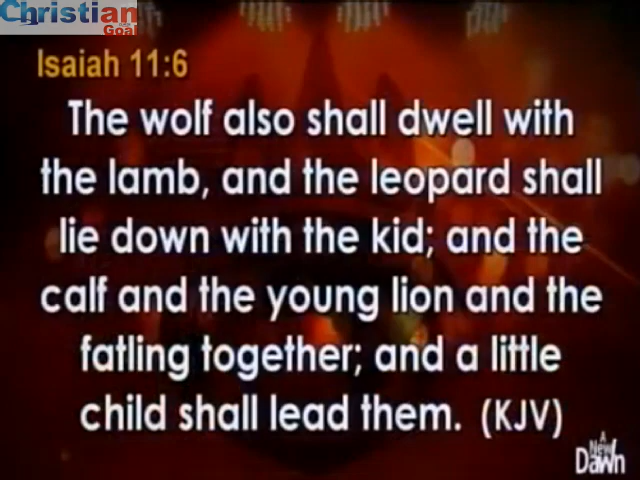 Christian
Goal
Isaiah 11:6
The wolf also shall dwell with
the lamb, and the leopard shall
lie down with the kid; and the
calf and the young lion and the
fatling together; and a little
child shall lead them. (KJV)
A
New
Dawn